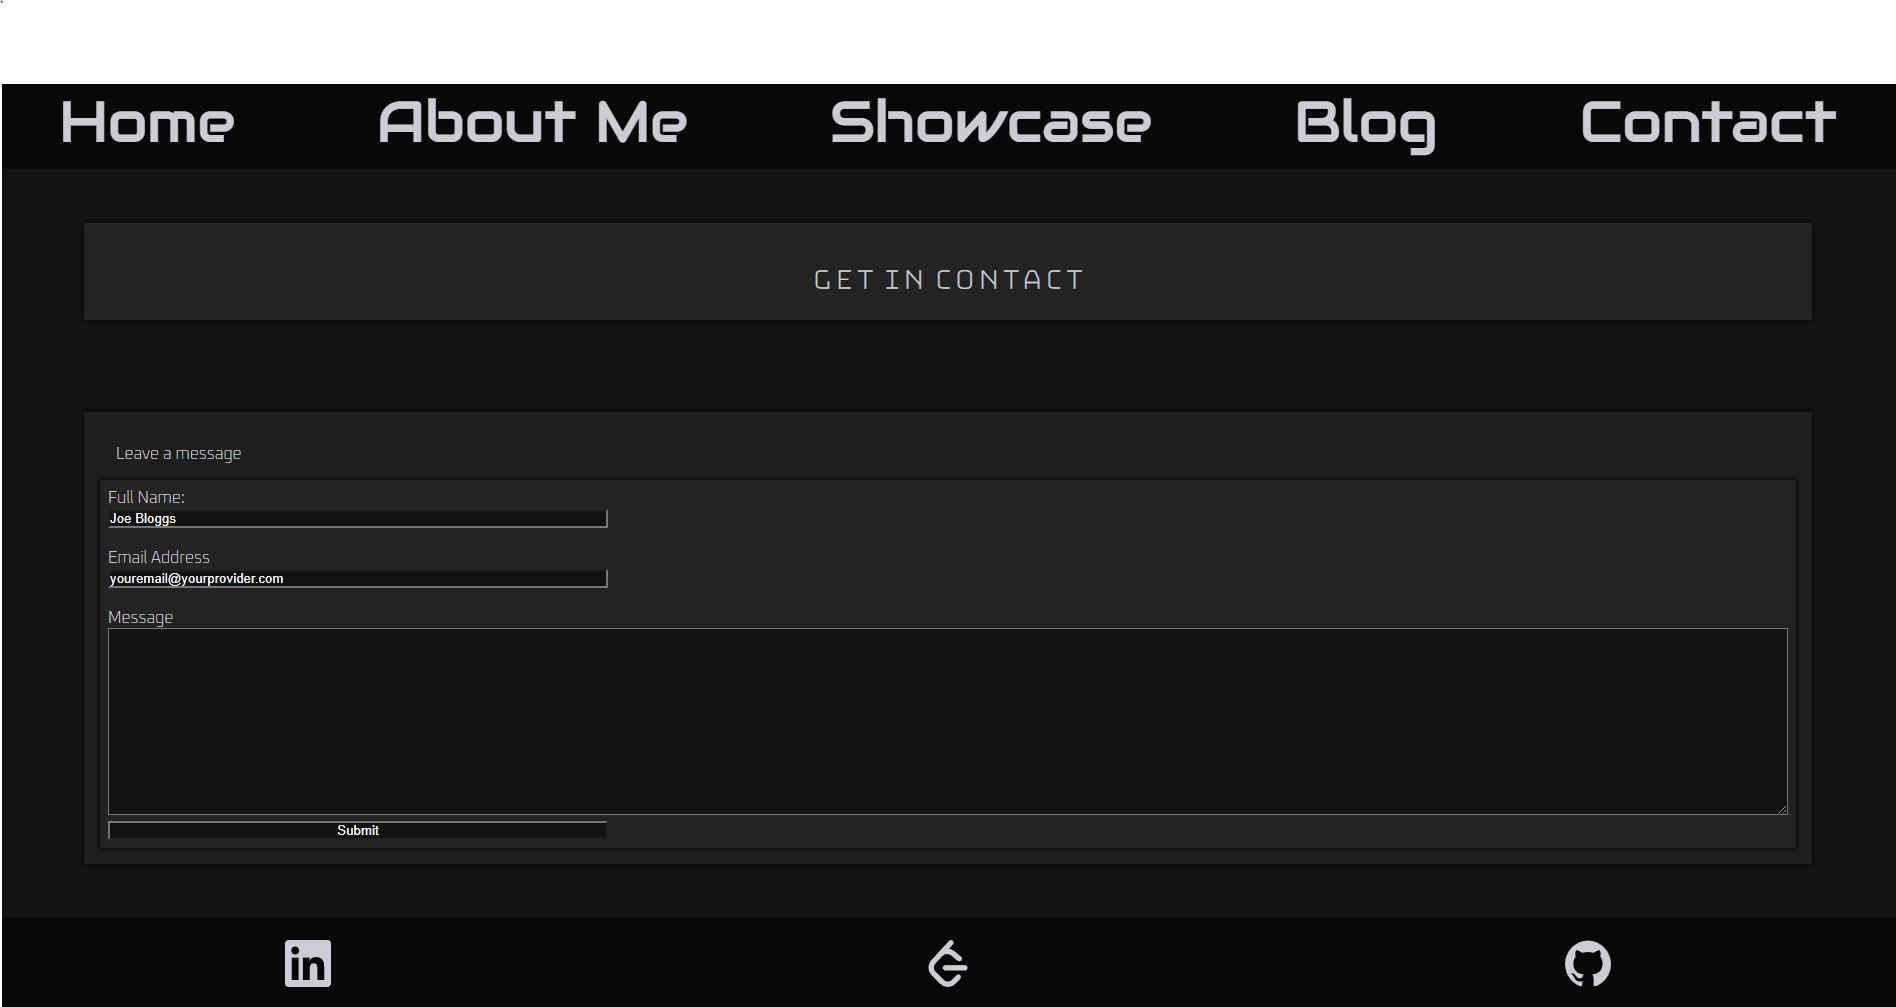 Home About Me Showcase Blog Contact
GET IN CONTACT
Leave a message
Full Name:
Joe Bloggs
Email Address
youremail@yourprovider.com
Message
Submit
in